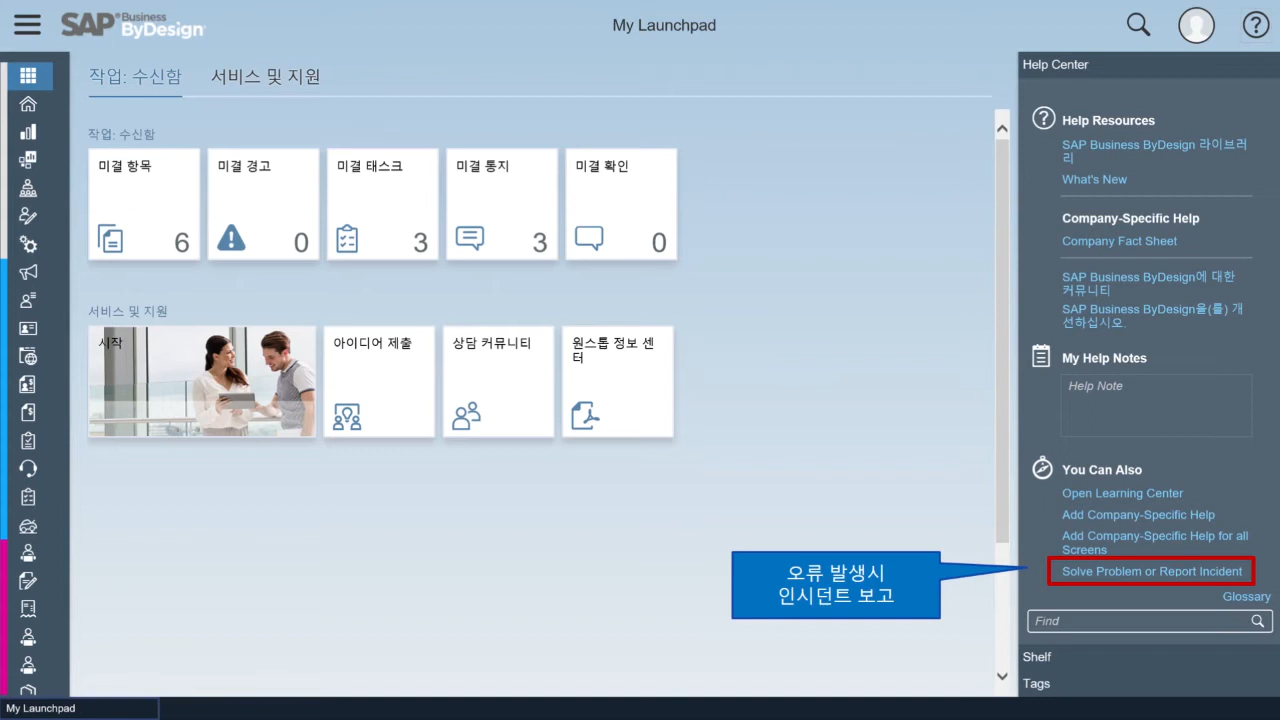 SAP Business
ByDesign
My Launchpad
작업: 수신함 서비스 및 지원
작업: 수신함
미결 항목
6
미결 경고
0
미결 태스크
3
미결 통지
3
미결 확인
0
서비스 및 지원
시작
아이디어 제출
상담 커뮤니티
원스톱 정보 센
터
오류 발생시
인시던트 보고
Help Center
Help Resources
SAP Business ByDesign 라이브러
리
What's New
Company-Specific Help
Company Fact Sheet
SAP Business ByDesign에 대한
커뮤니티
SAP Business ByDesign을(를) 개
선하십시오.
My Help Notes
Help Note
You Can Also
Open Learning Center
Add Company-Specific Help
Add Company-Specific Help for all
Screens
Solve Problem or Report Incident
Glossary
Find
Shelf
Tags
My Launchpad